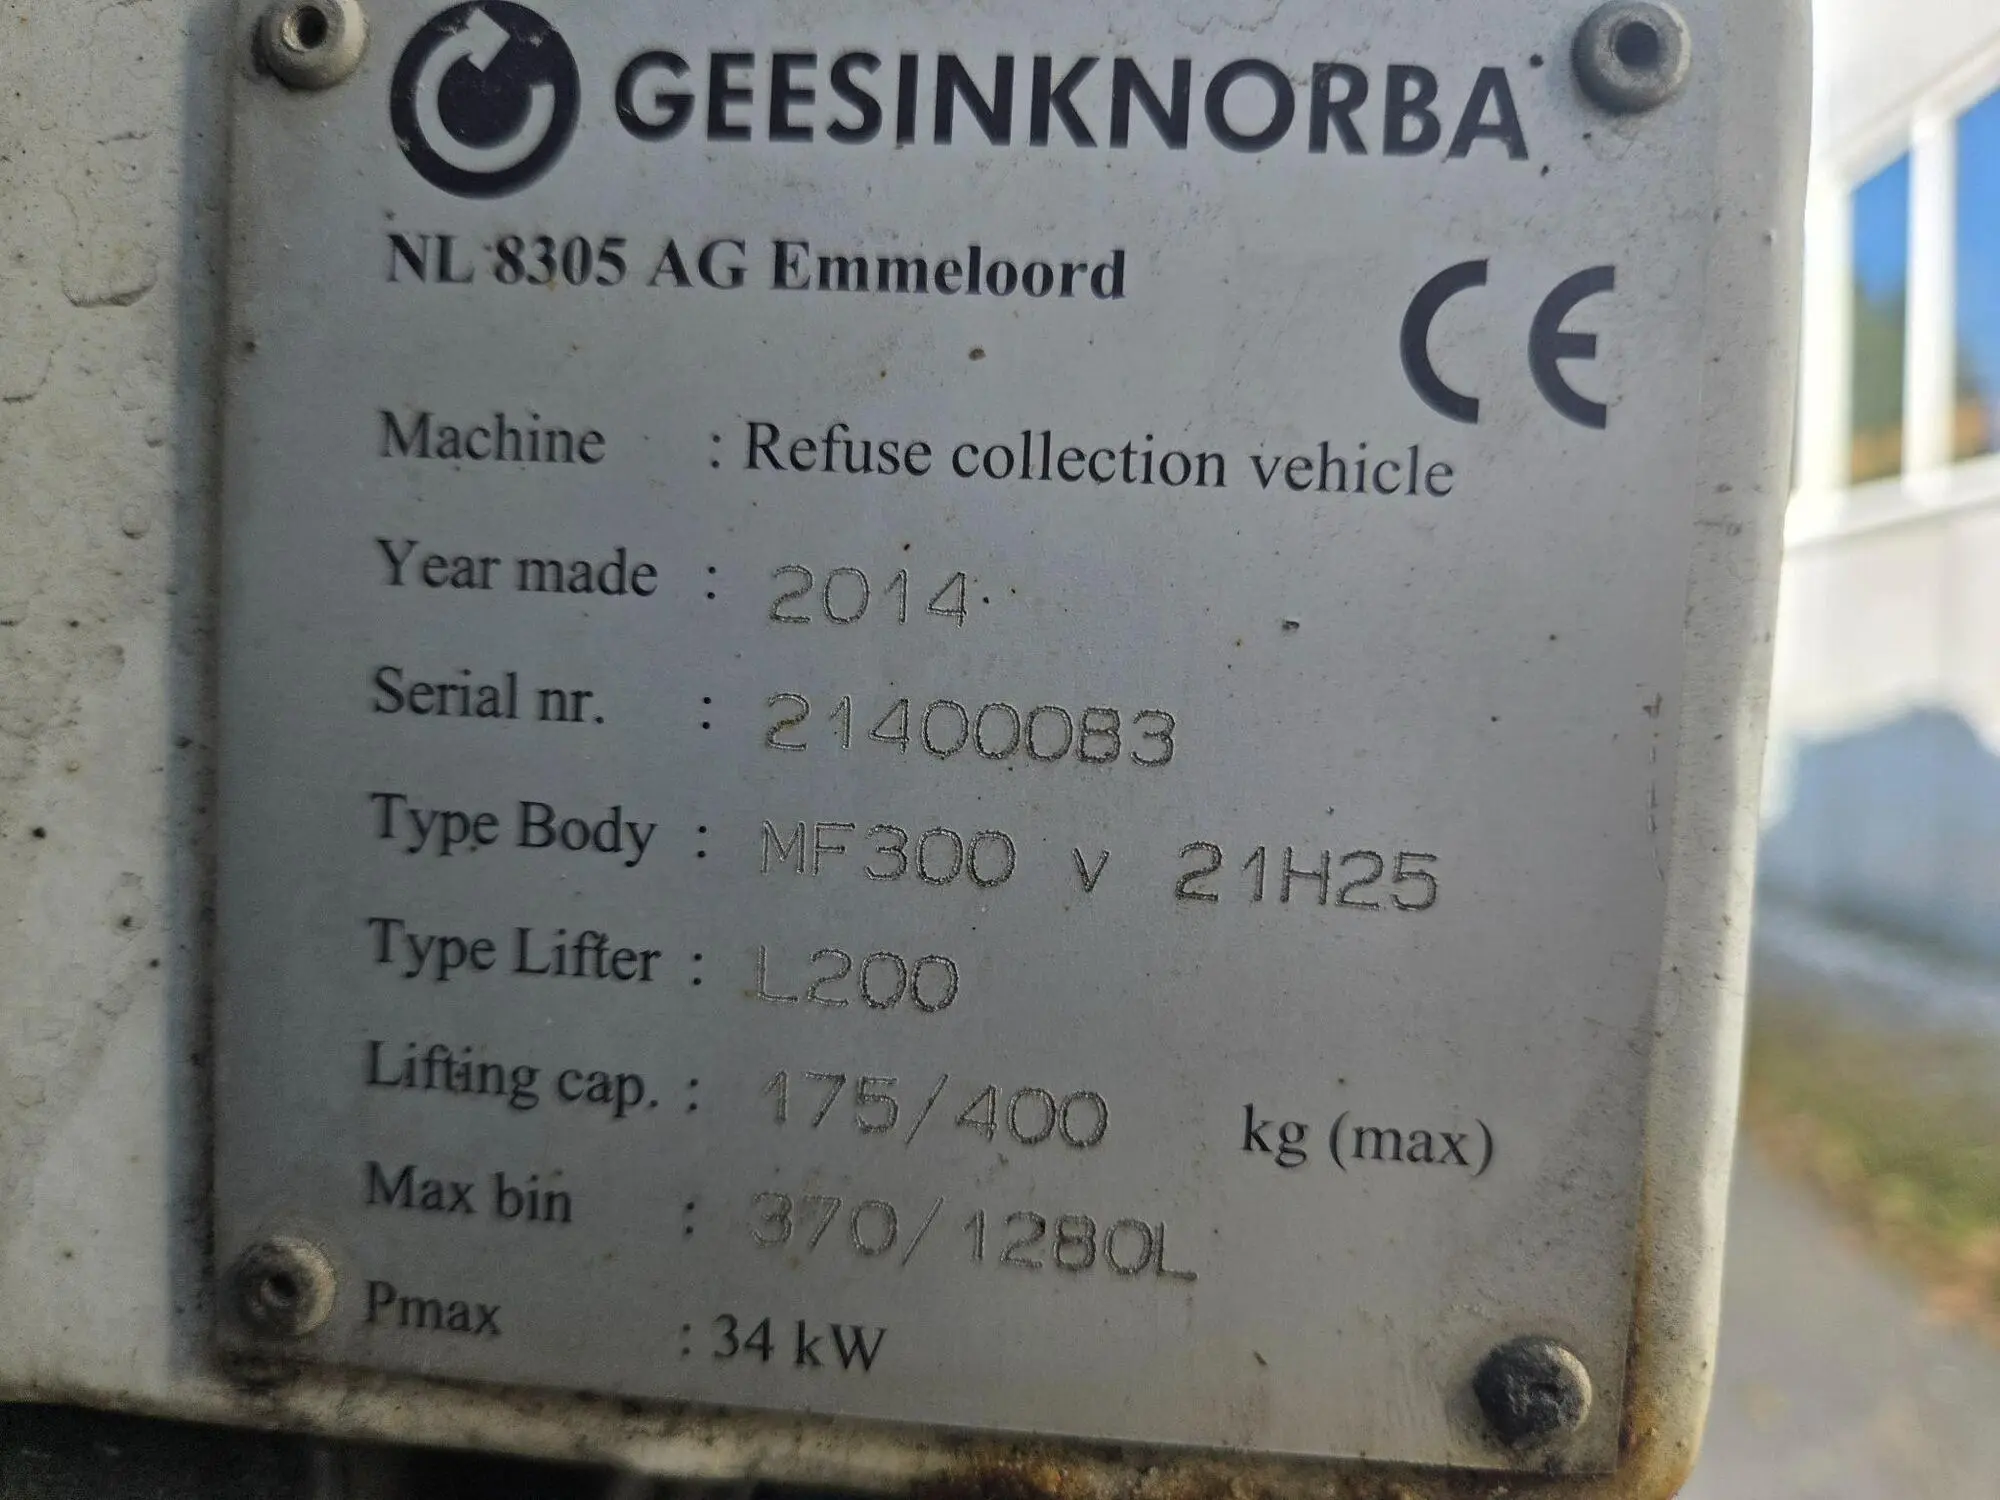 GEESINKNORBA
NL 8305 AG Emmeloord
CE
Machine : Refuse collection vehicle
Year made : 2014
Serial nr. : 21400083
Type Body : MF300 v 21H25
Type Lifter : L200
Lifting cap. : 175/400 kg (max)
Max bin : 370/1280L
Pmax : 34 kW